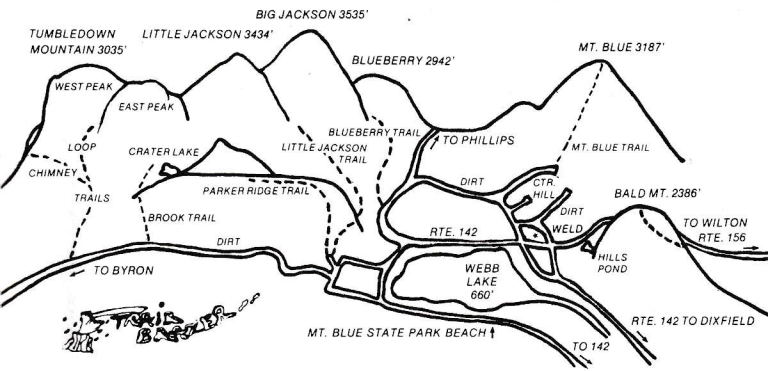 BIG JACKSON 3535'
TUMBLEDOWN
MOUNTAIN 3035'
LITTLE JACKSON 3434'
BLUEBERRY 2942'
MT. BLUE 3187'
WEST PEAK
EAST PEAK
BLUEBERRY TRAIL
TO PHILLIPS
LOOP
CRATER LAKE
LITTLE JACKSON
TRAIL
MT. BLUE TRAIL
CHIMNEY
TRAILS
PARKER RIDGE TRAIL
DIRT
CTR.
HILL
BALD MT. 2386'
BROOK TRAIL
DIRT
TO WILTON
RTE. 156
DIRT
RTE. 142
WELD
TO BYRON
WEBB
LAKE
660'
HILLS
POND
TRAIL
MT. BLUE STATE PARK BEACH
RTE. 142 TO DIXFIELD
TO 142